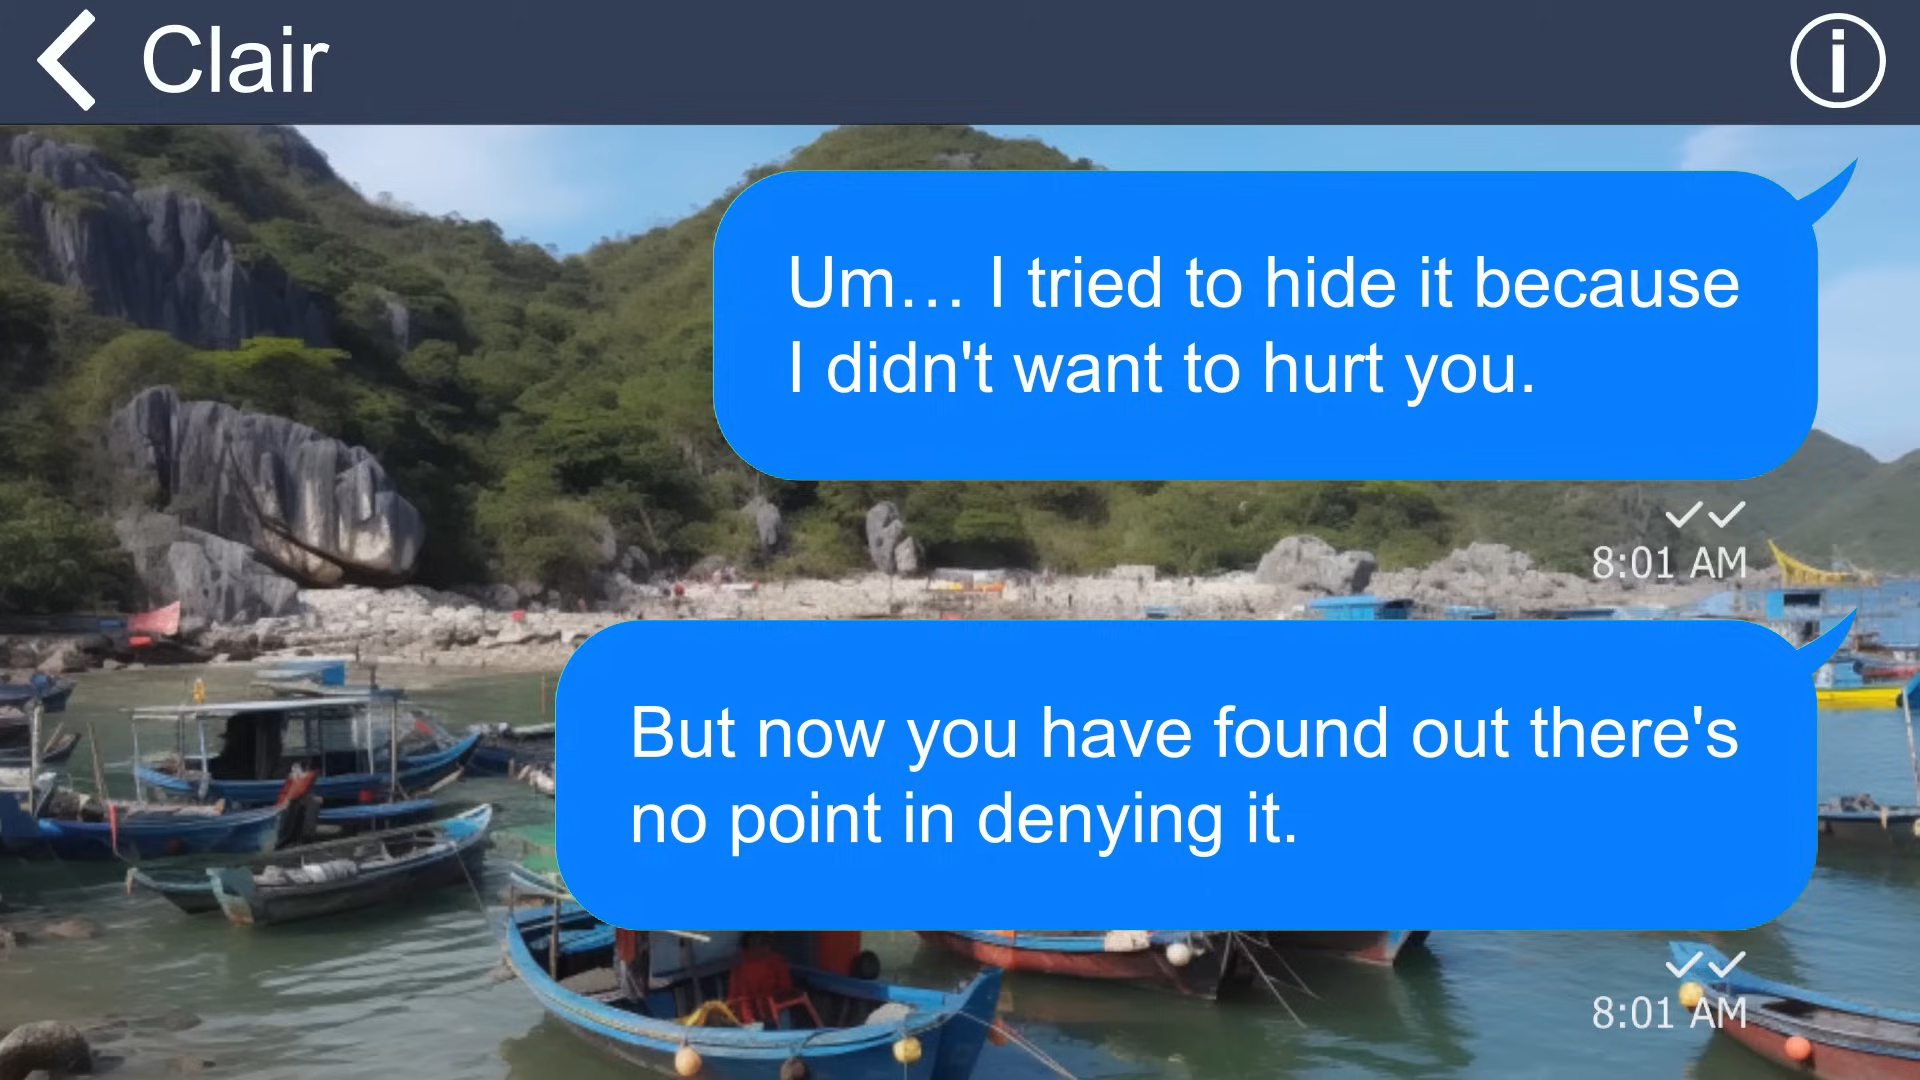 Clair
Um… I tried to hide it because
I didn't want to hurt you.
8:01 AM
But now you have found out there's
no point in denying it.
8:01 AM